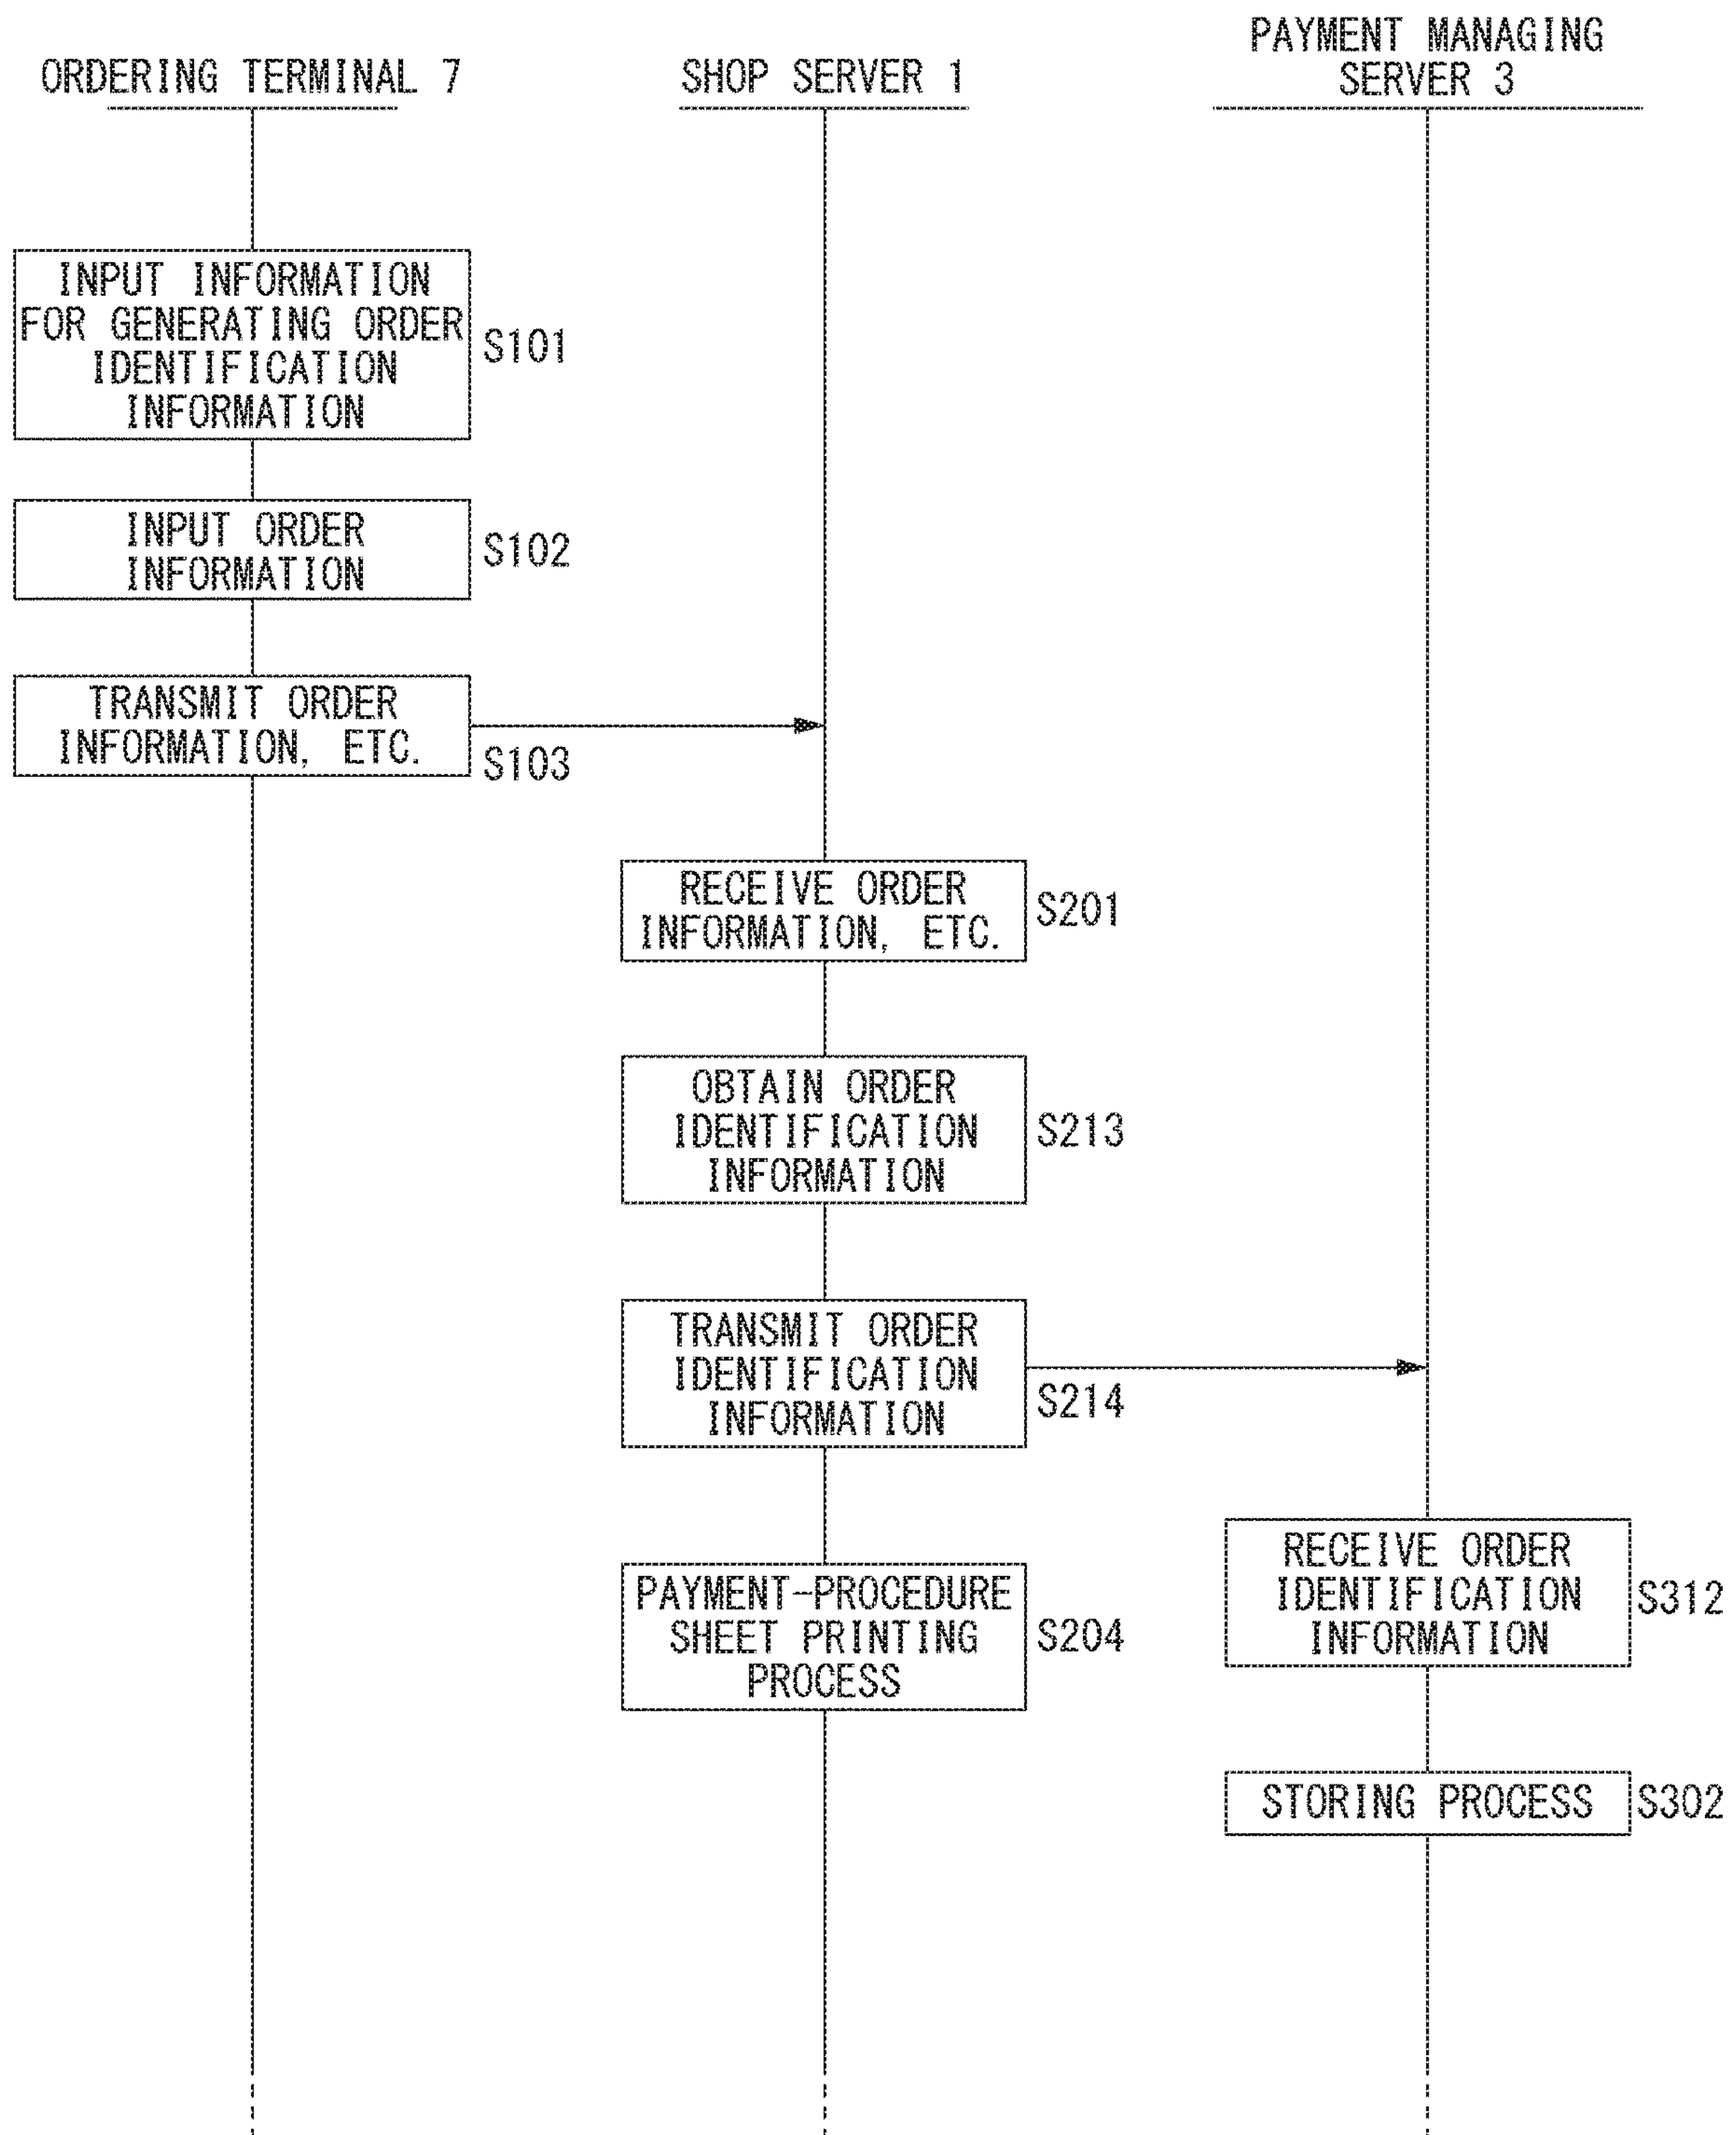 ORDERING TERMINAL 7
SHOP SERVER 1
PAYMENT MANAGING
SERVER 3
INPUT INFORMATION
FOR GENERATING ORDER
IDENTIFICATION
INFORMATION
S101
INPUT ORDER
INFORMATION
S102
TRANSMIT ORDER
INFORMATION, ETC.
S103
RECEIVE ORDER
INFORMATION, ETC.
S201
OBTAIN ORDER
IDENTIFICATION
INFORMATION
S213
TRANSMIT ORDER
IDENTIFICATION
INFORMATION
S214
PAYMENT-PROCEDURE
SHEET PRINTING
PROCESS
S204
RECEIVE ORDER
IDENTIFICATION
INFORMATION
S312
STORING PROCESS
S302